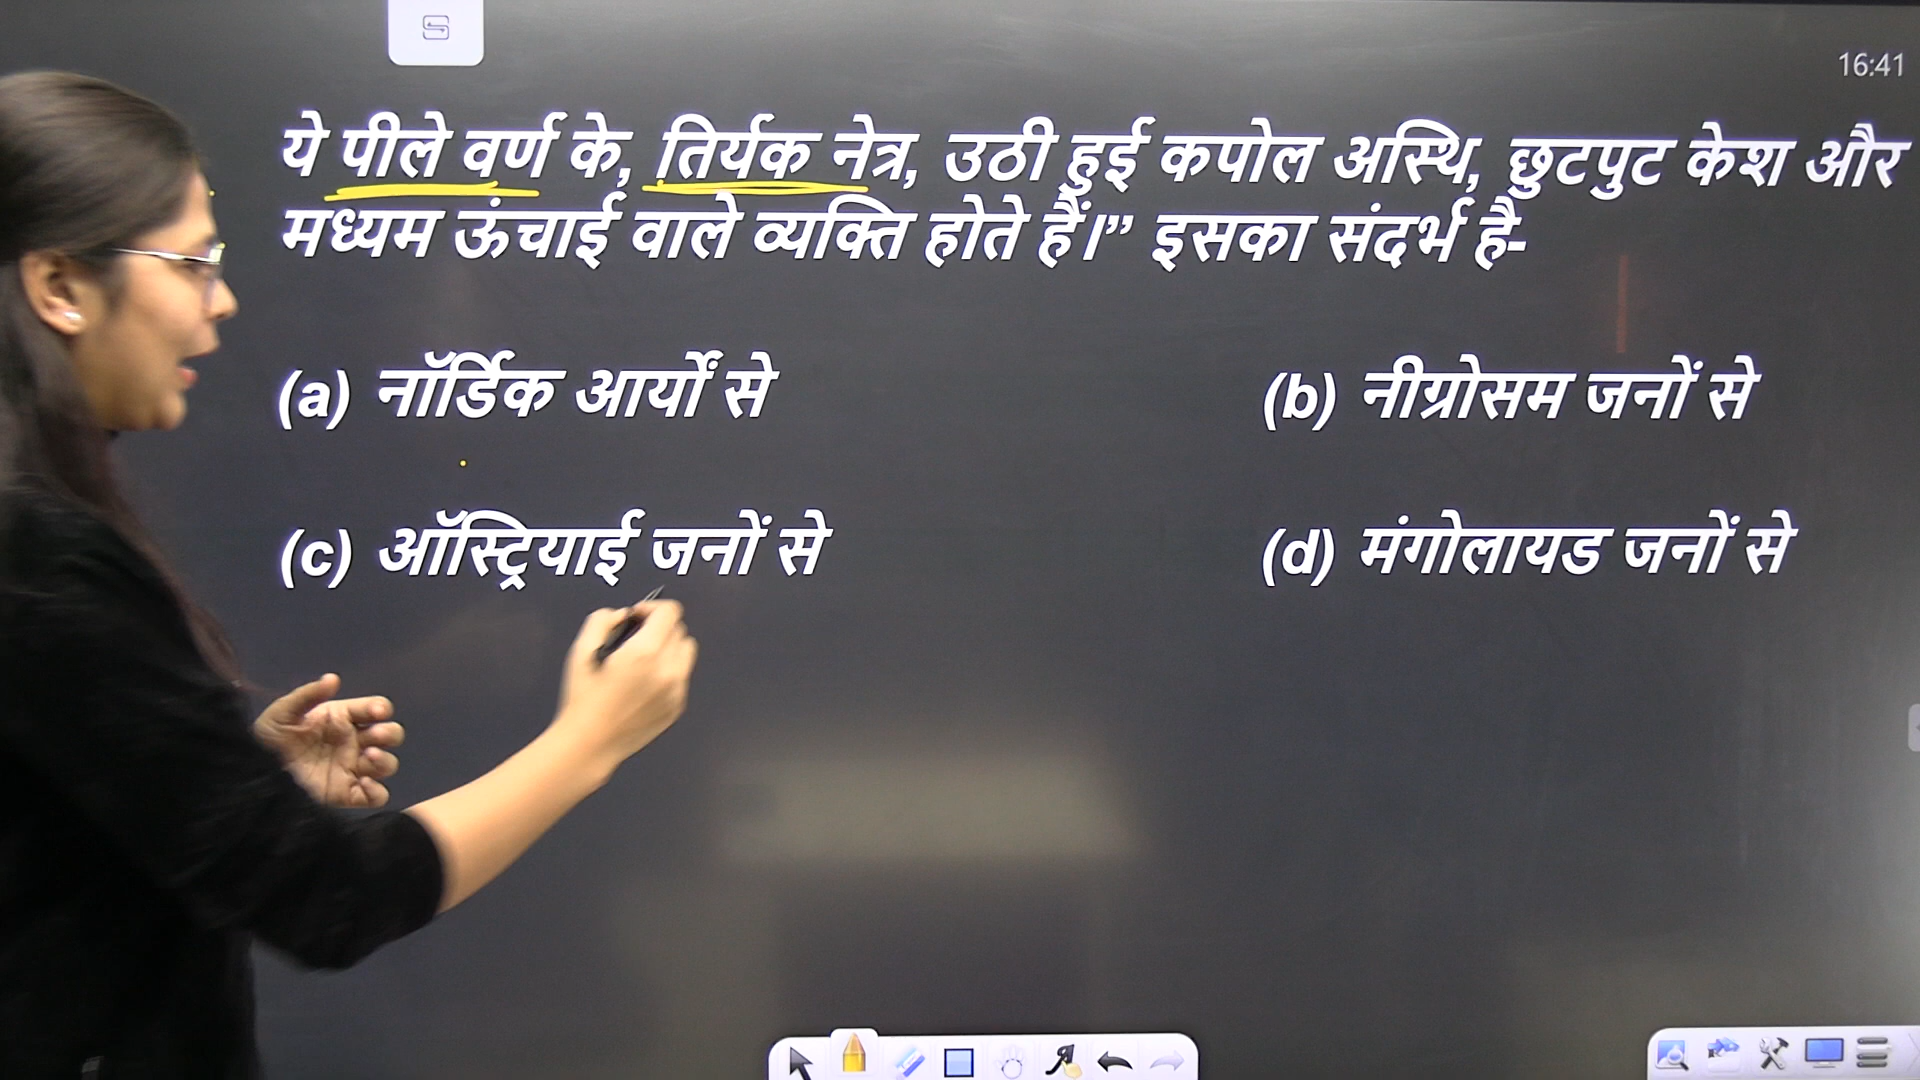 16:41
ये पीले वर्ण के, तिर्यक नेत्र, उठी हुई कपोल अस्थि, छुटपुट केश और
मध्यम ऊंचाई वाले व्यक्ति होते हैं।” इसका संदर्भ है-
(a) नॉर्डिक आर्यों से
(b) नीग्रोसम जनों से
(c) ऑस्ट्रियाई जनों से
(d) मंगोलायड जनों से